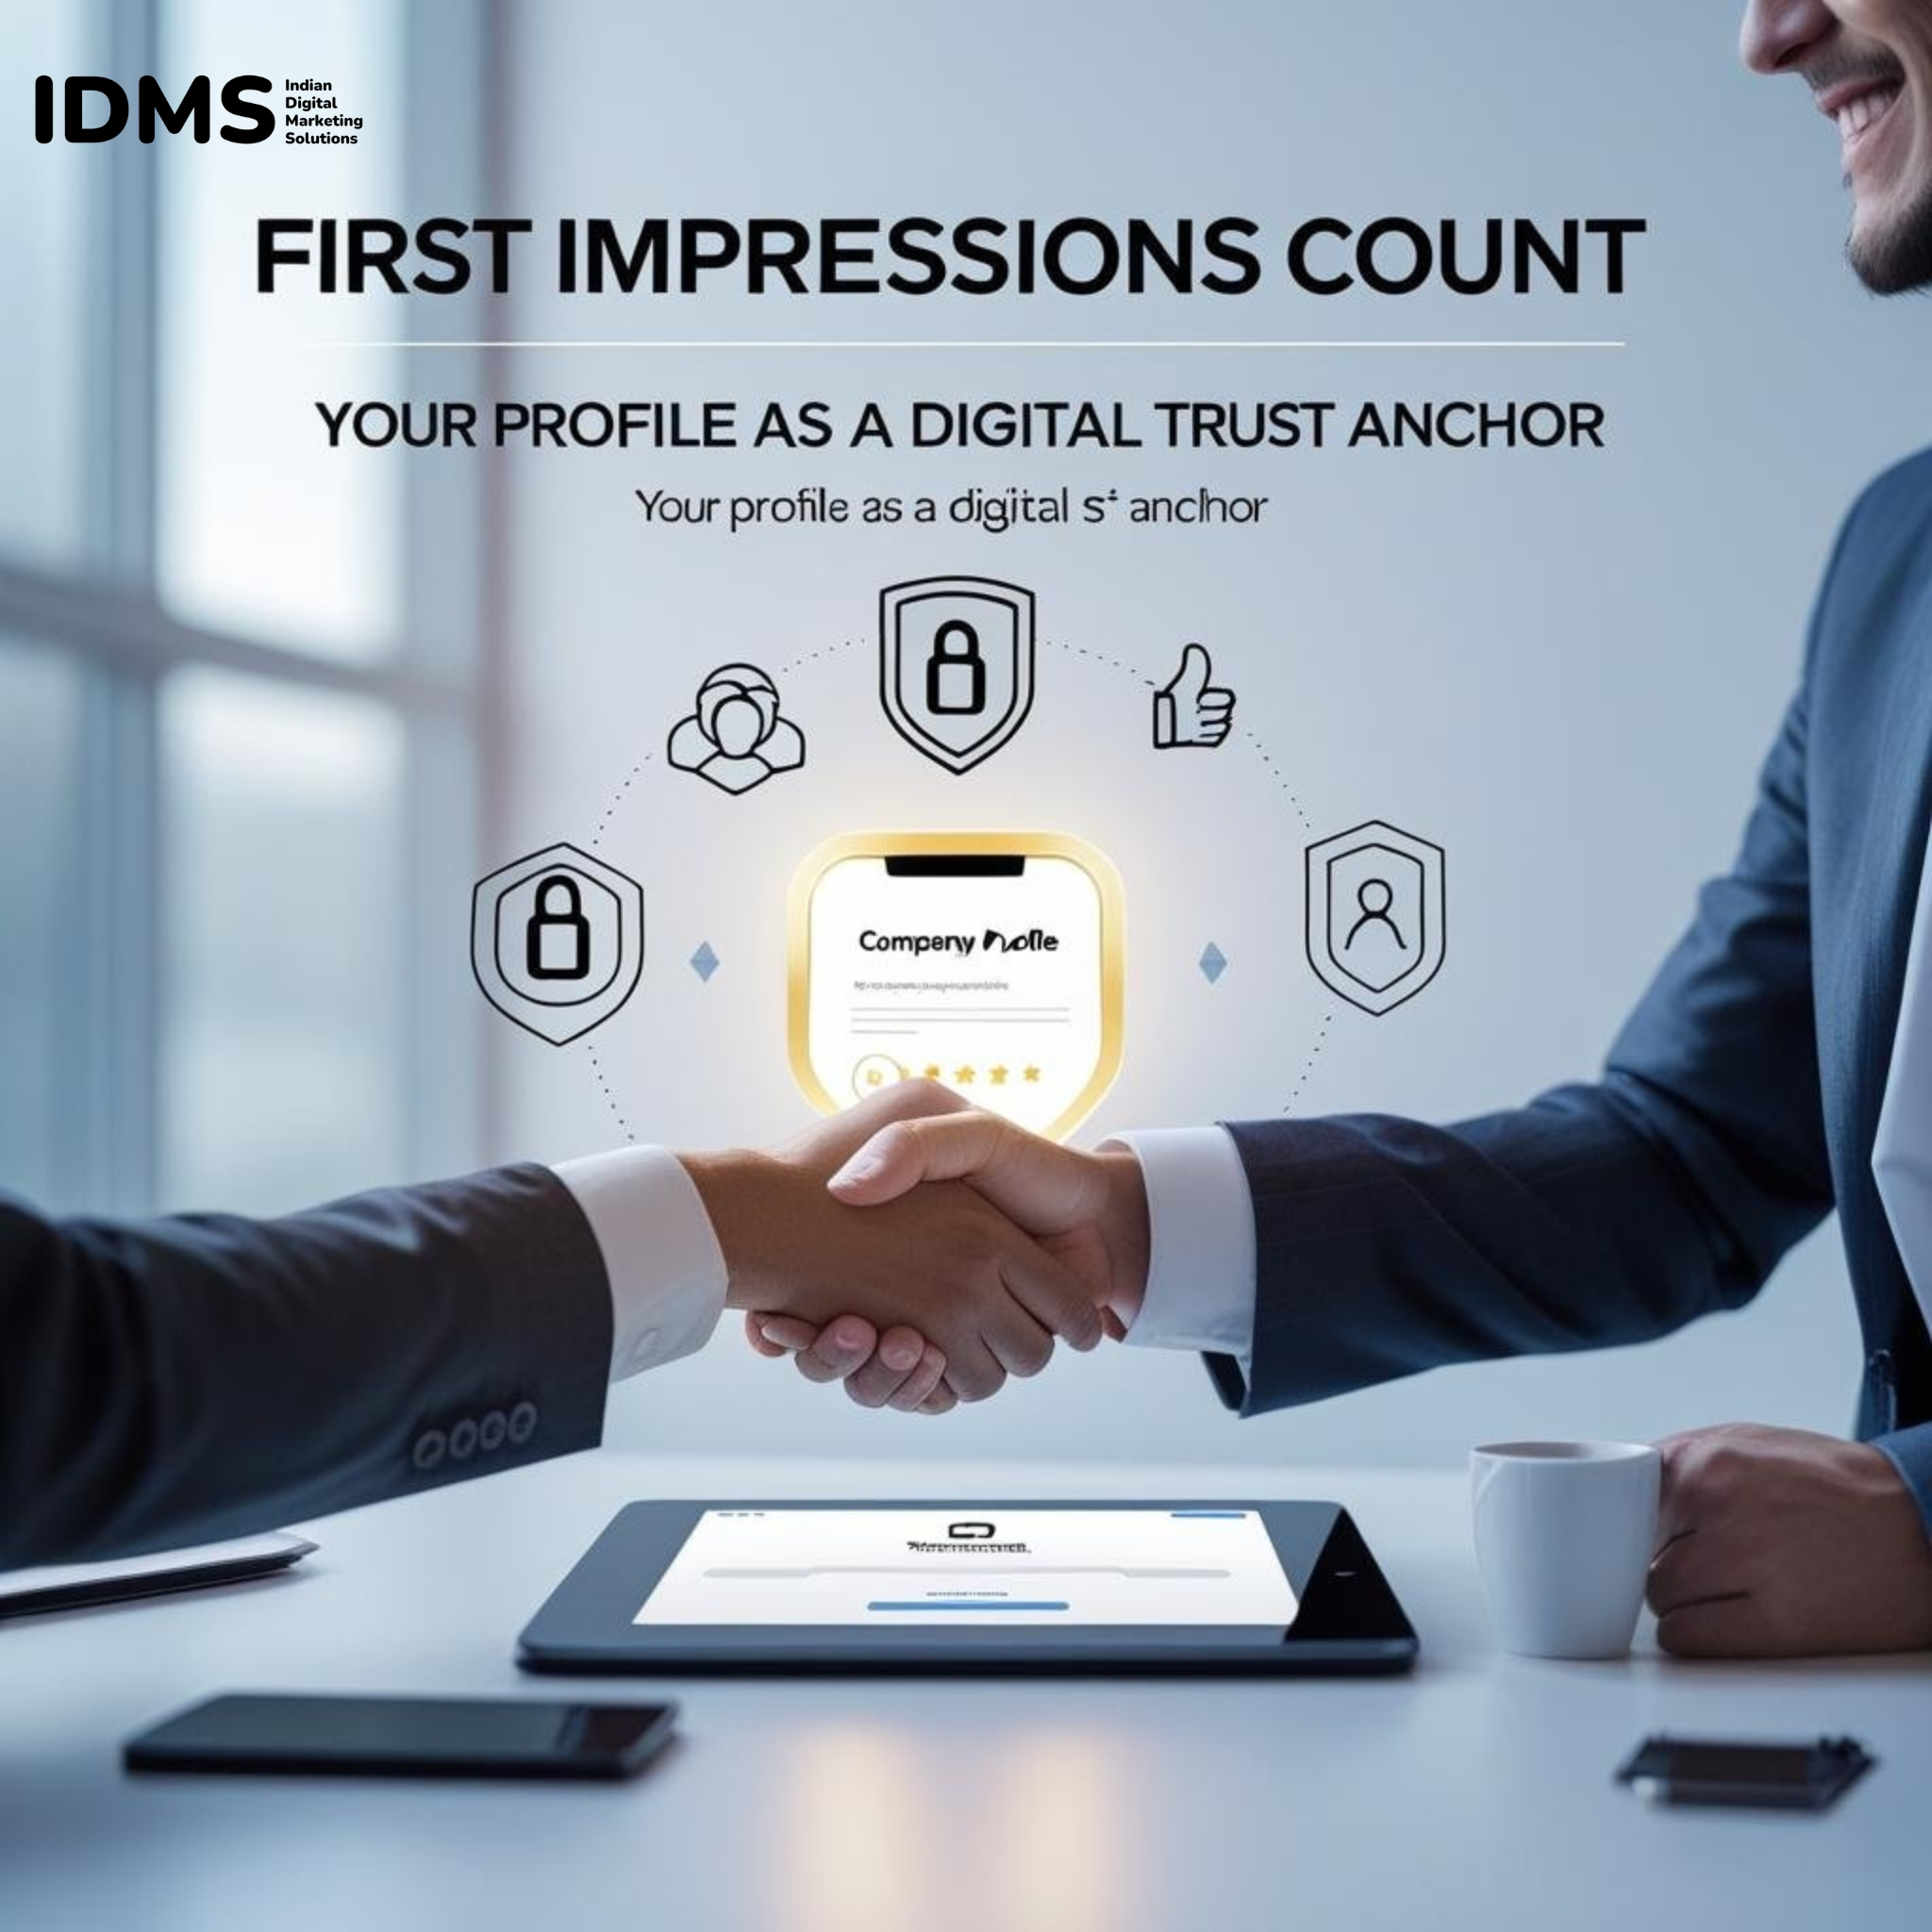 IDMS
Indian
Digital
Marketing
Solutions
FIRST IMPRESSIONS COUNT
YOUR PROFILE AS A DIGITAL TRUST ANCHOR
Your profile as a digital anchor
Company